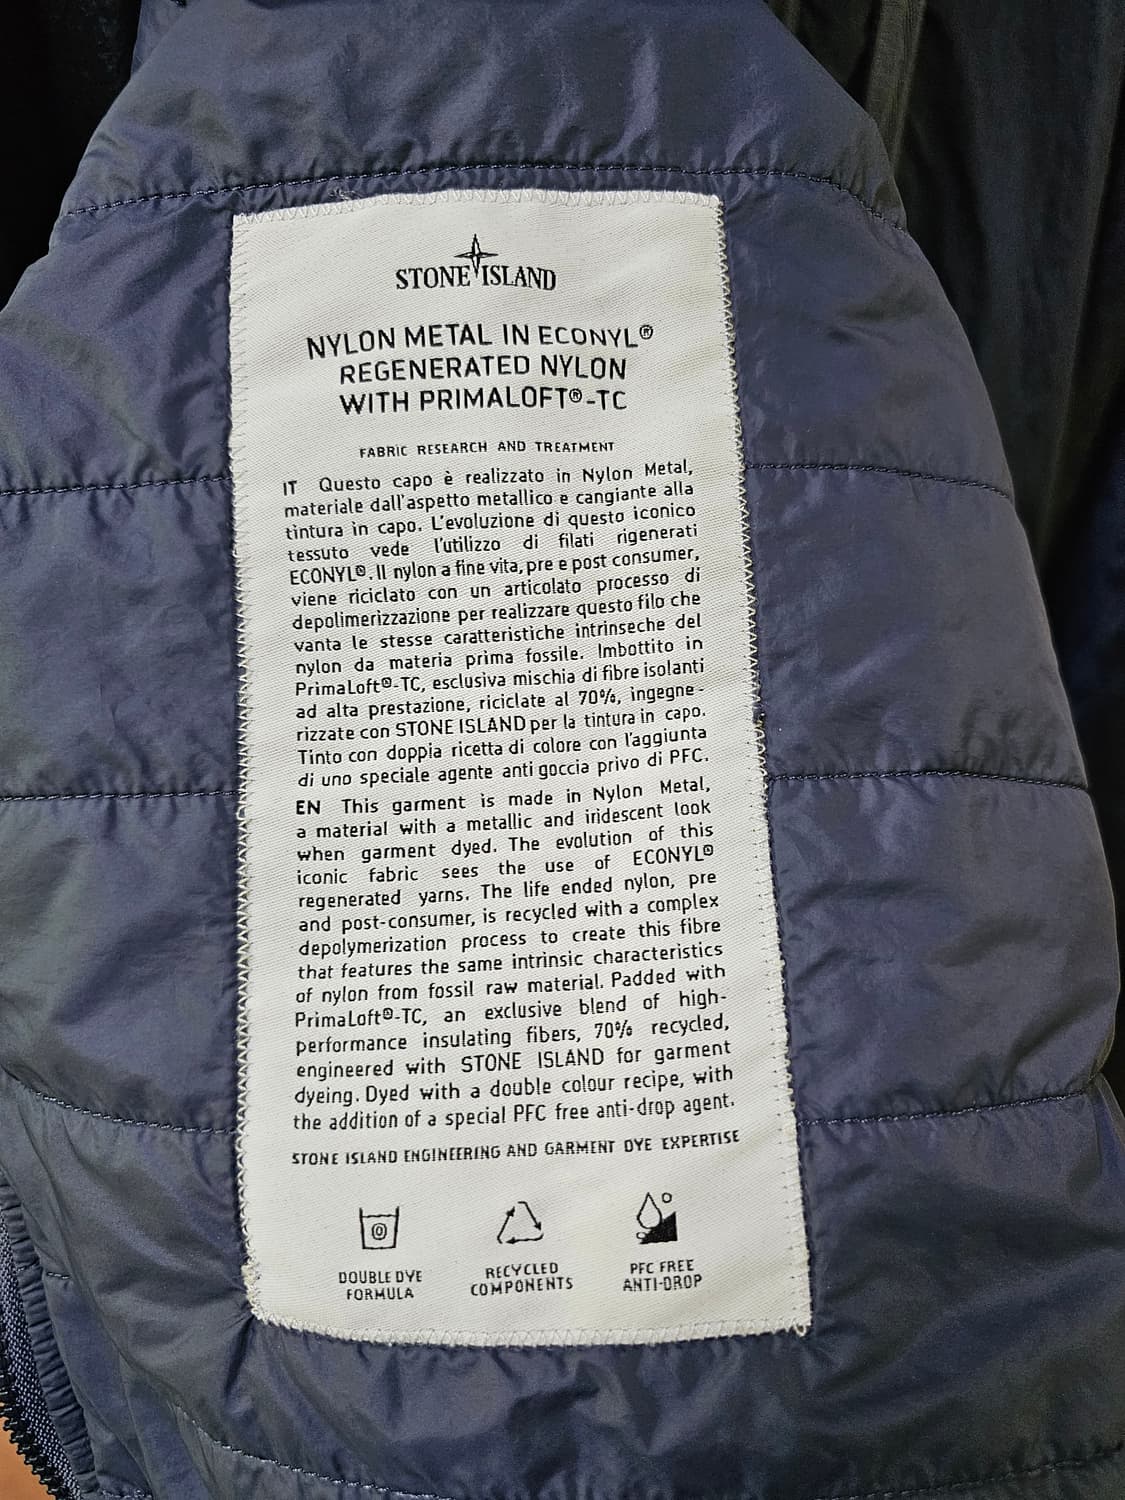 STONE ISLAND
NYLON METAL IN ECONYL®
REGENERATED NYLON
WITH PRIMALOFT®-TC
FABRIC RESEARCH AND TREATMENT
IT Questo capo è realizzato in Nylon Metal,
materiale dall'aspetto metallico e cangiante alla
tintura in capo. L'evoluzione di questo iconico
tessuto vede l'utilizzo di filati rigenerati
ECONYL®. Il nylon a fine vita, pre e post consumer,
viene riciclato con un articolato processo di
depolimerizzazione per realizzare questo filo che
vanta le stesse caratteristiche intrinseche del
nylon da materia prima fossile. Imbottito in
PrimaLoft®-TC, esclusiva mischia di fibre isolanti
ad alta prestazione, riciclate al 70%, ingegne-
rizzate con STONE ISLAND per la tintura in capo.
Tinto con doppia ricetta di colore con l'aggiunta
di uno speciale agente anti goccia privo di PFC.
EN This garment is made in Nylon Metal,
a material with a metallic and iridescent look
when garment dyed. The evolution of this
iconic fabric sees the use of ECONYL®
regenerated yarns. The life ended nylon, pre
and post-consumer, is recycled with a complex
depolymerization process to create this fibre
that features the same intrinsic characteristics
of nylon from fossil raw material. Padded with
PrimaLoft®-TC, an exclusive blend of high-
performance insulating fibers, 70% recycled,
engineered with STONE ISLAND for garment
dyeing. Dyed with a double colour recipe, with
the addition of a special PFC free anti-drop agent.
STONE ISLAND ENGINEERING AND GARMENT DYE EXPERTISE
DOUBLE DYE
FORMULA
RECYCLED
COMPONENTS
PFC FREE
ANTI-DROP